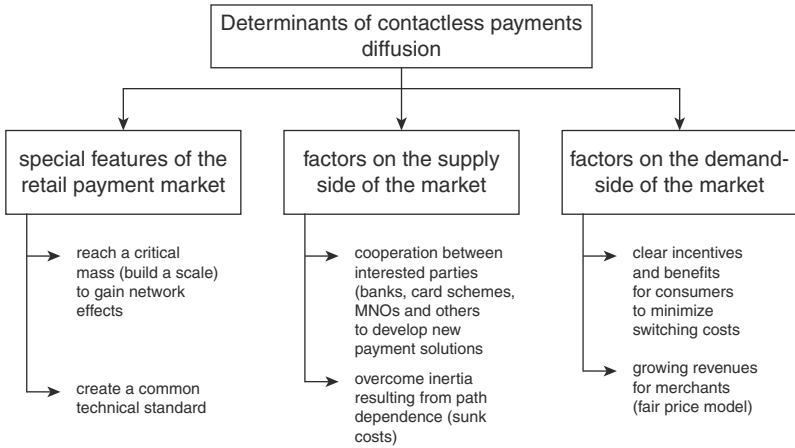 Determinants of contactless payments
diffusion
special features of the
retail payment market
reach a critical
mass (build a scale)
to gain network
effects
create a common
technical standard
factors on the supply
side of the market
cooperation between
interested parties
(banks, card schemes,
MNOs and others
to develop new
payment solutions
overcome inertia
resulting from path
dependence (sunk
costs)
factors on the demand-
side of the market
clear incentives
and benefits
for consumers
to minimize
switching costs
growing revenues
for merchants
(fair price model)